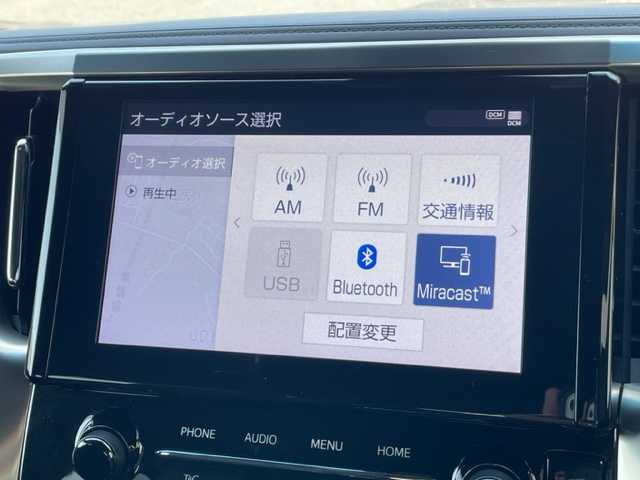 オーディオソース選択
DCM
DCM
オーディオ選択
再生中
AM
FM
交通情報
USB
Bluetooth
Miracast™
配置変更
PHONE
AUDIO
MENU
HOME